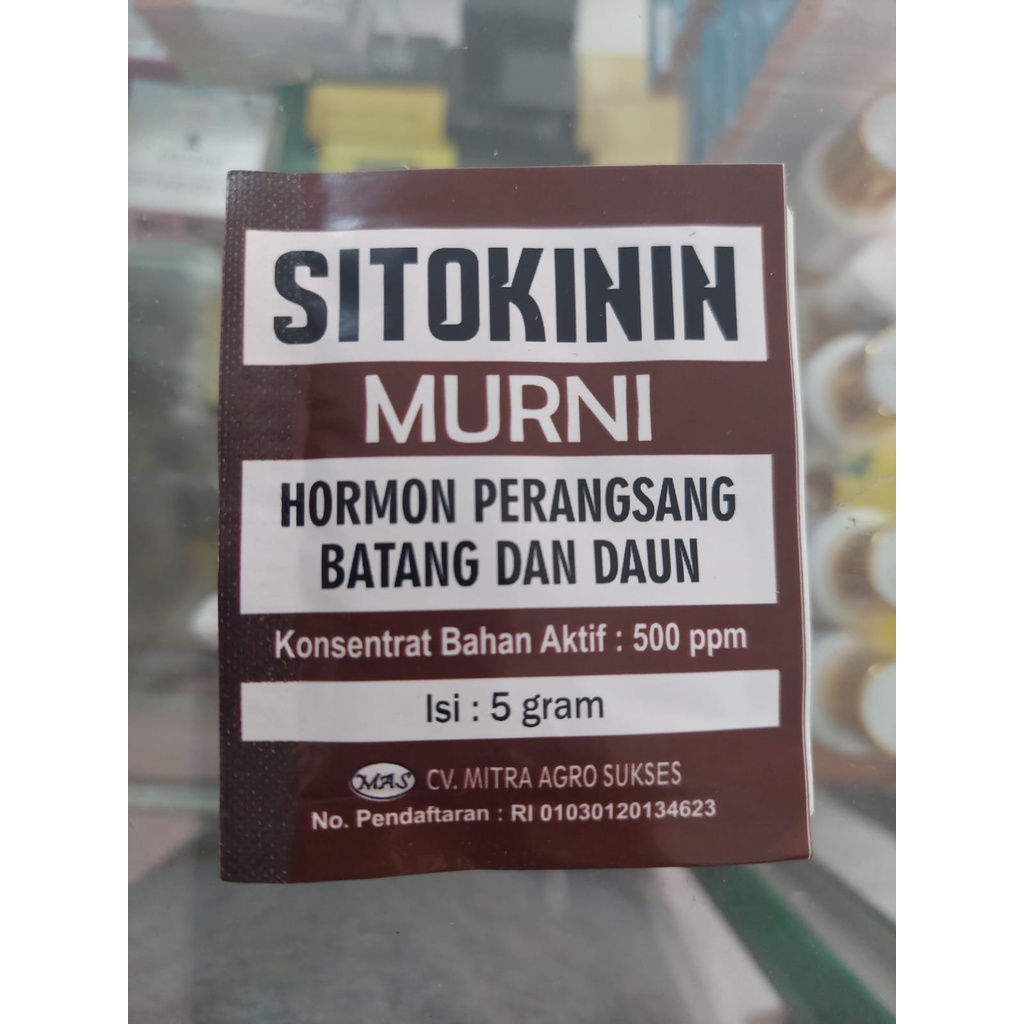 SITOKININ
MURNI
HORMON PERANGSANG
BATANG DAN DAUN
Konsentrat Bahan Aktif : 500 ppm
Isi : 5 gram
MAS CV. MITRA AGRO SUKSES
No. Pendaftaran : RI 01030120134623